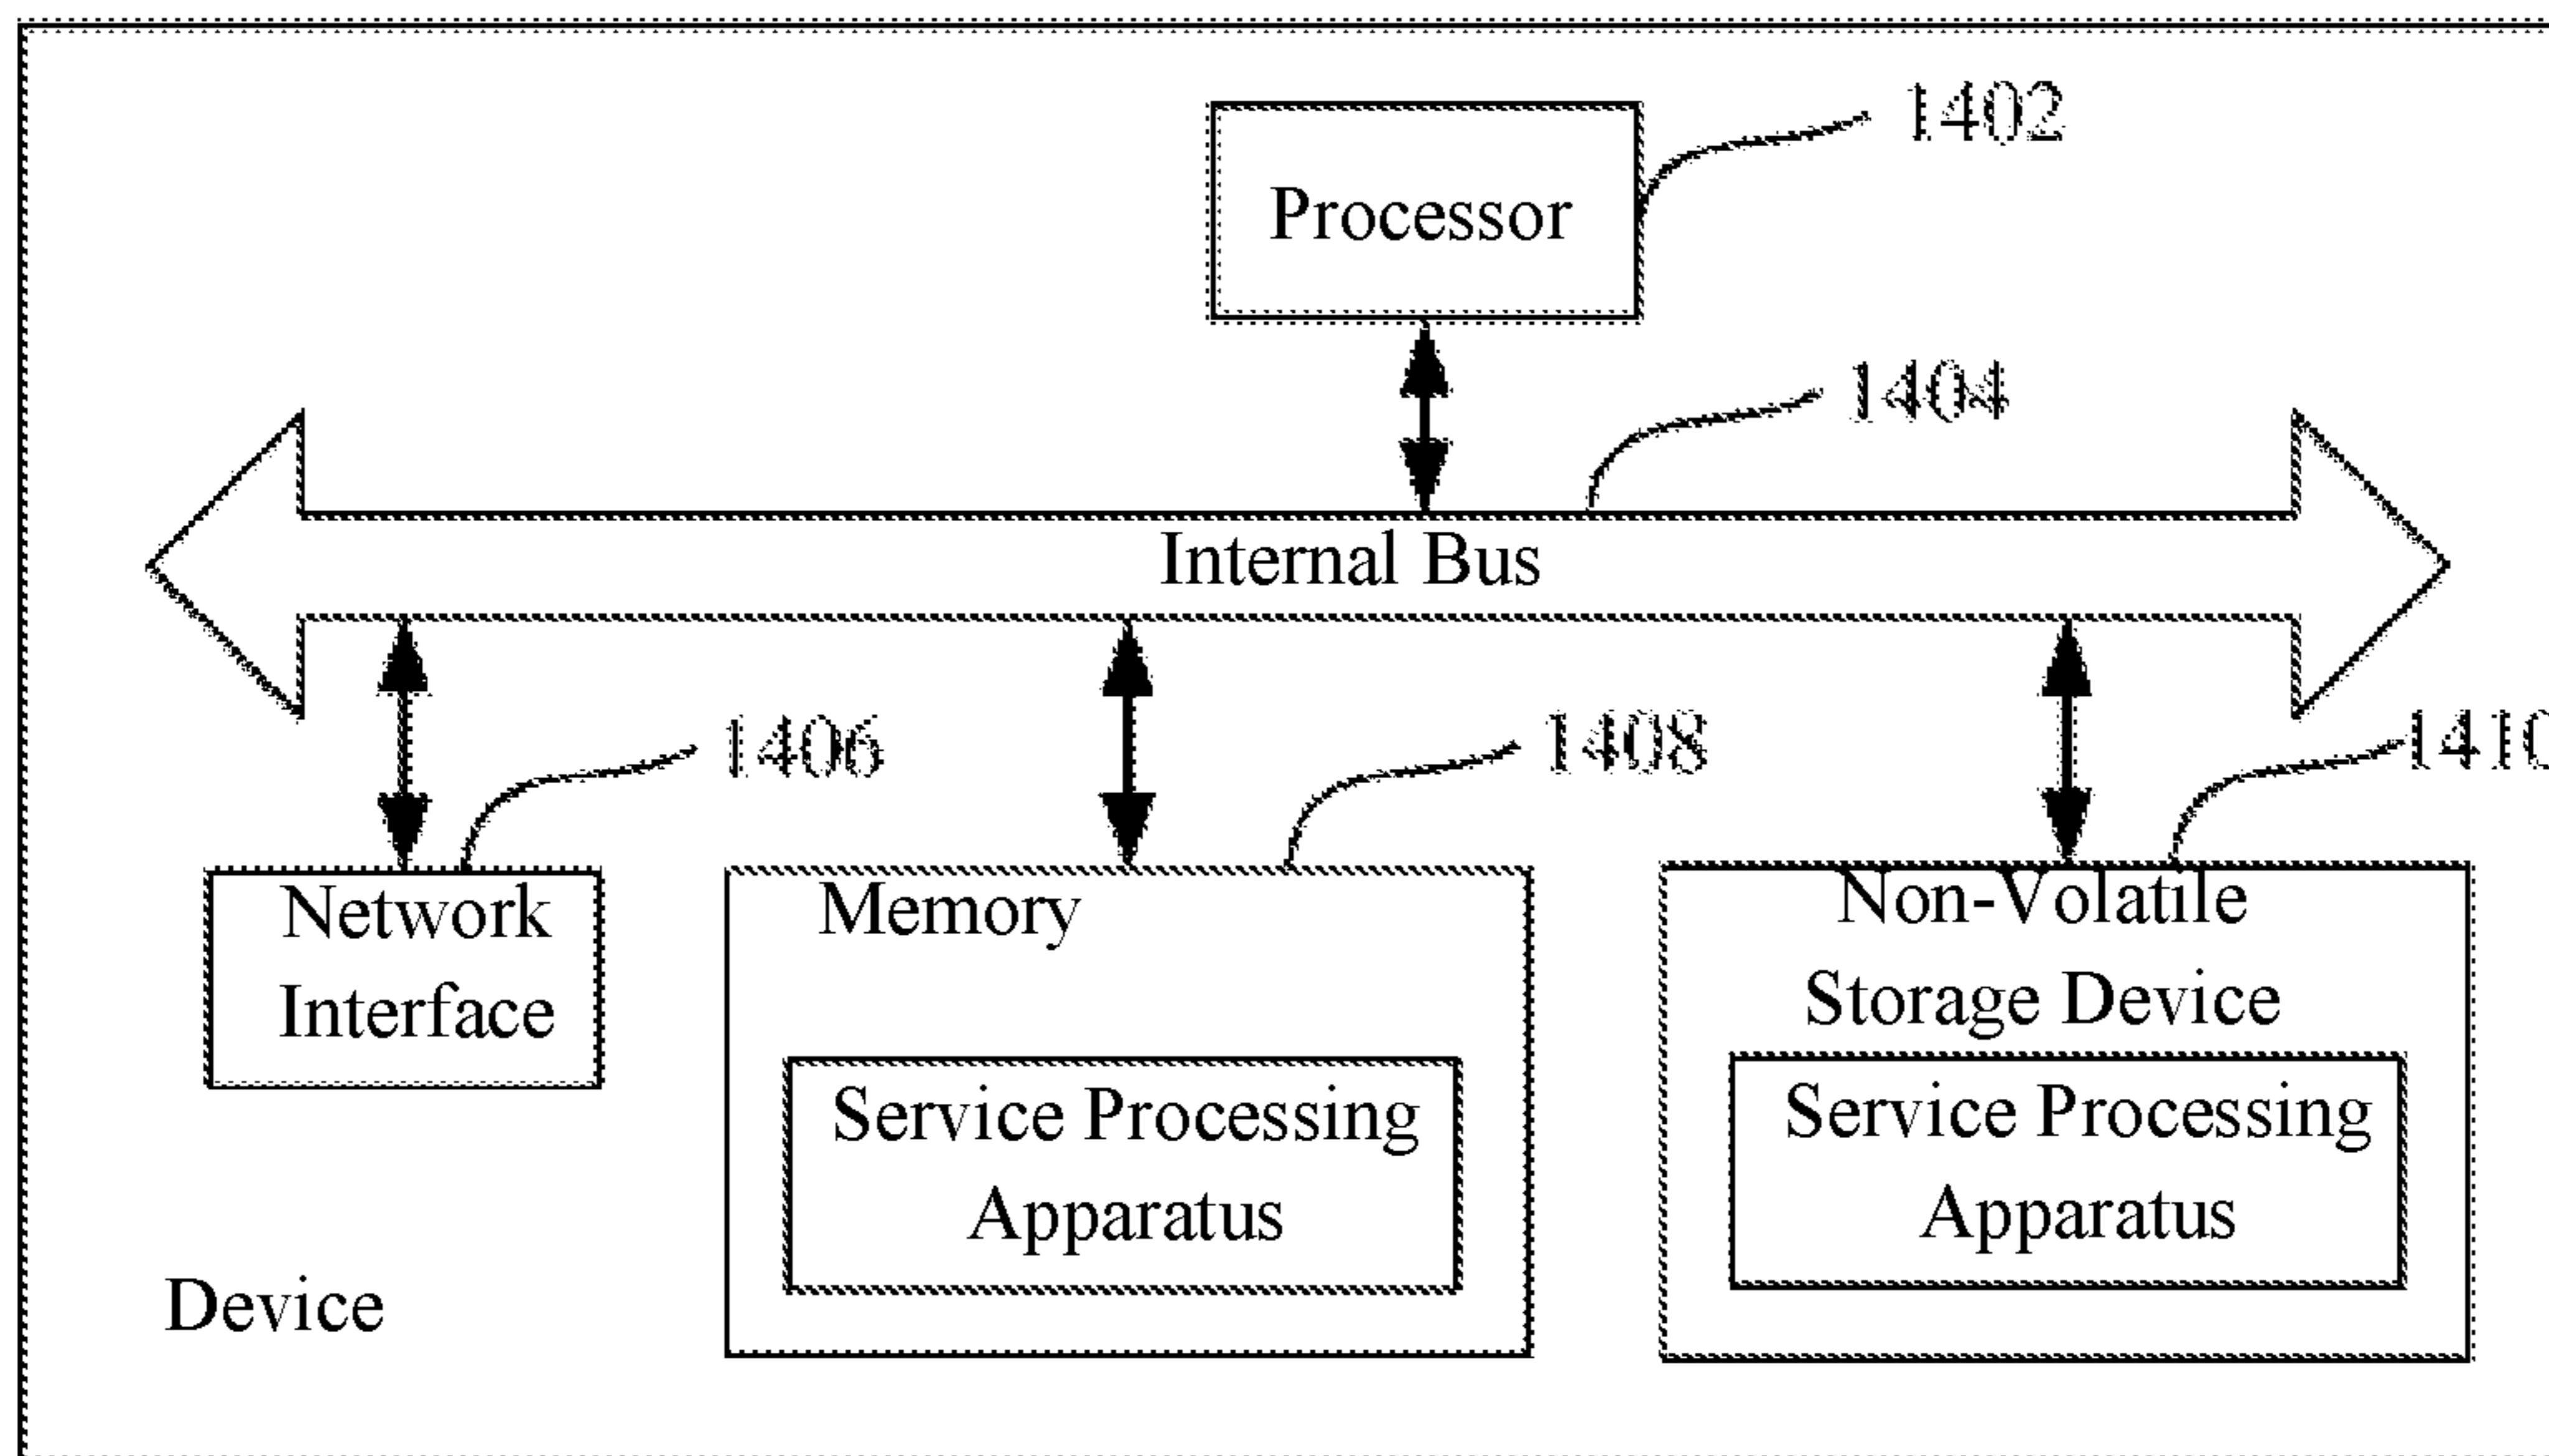 1402
Processor
1404
Internal Bus
1406
1408
1410
Network
Interface
Memory
Non-Volatile
Storage Device
Service Processing
Apparatus
Service Processing
Apparatus
Device